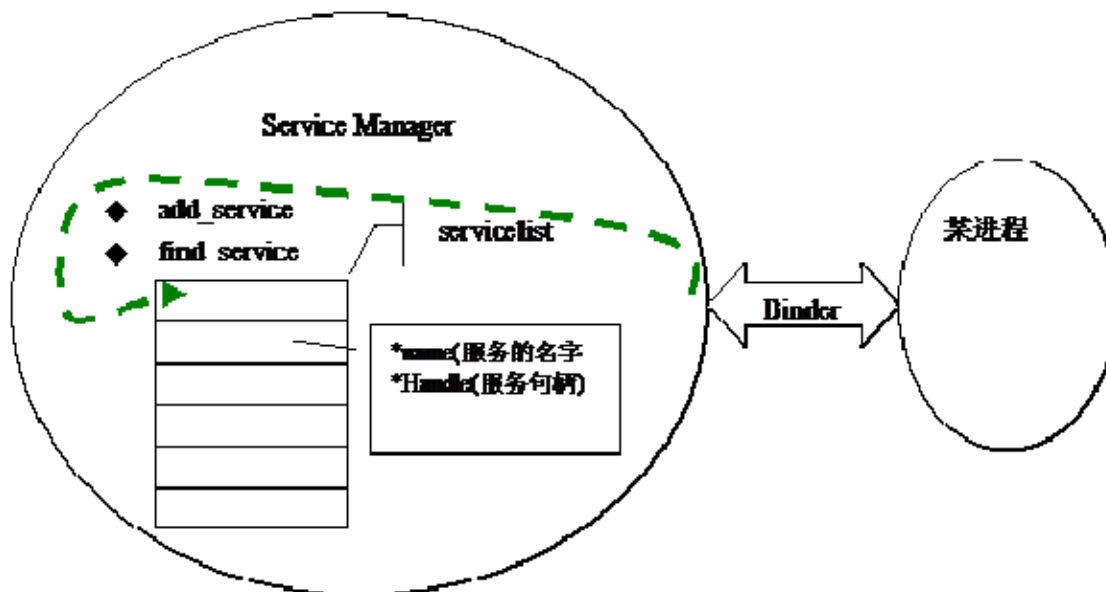 Service Manager
add_service
find_service
servicelist
*name(服务的名字
*Handle(服务句柄)
Binder
某进程